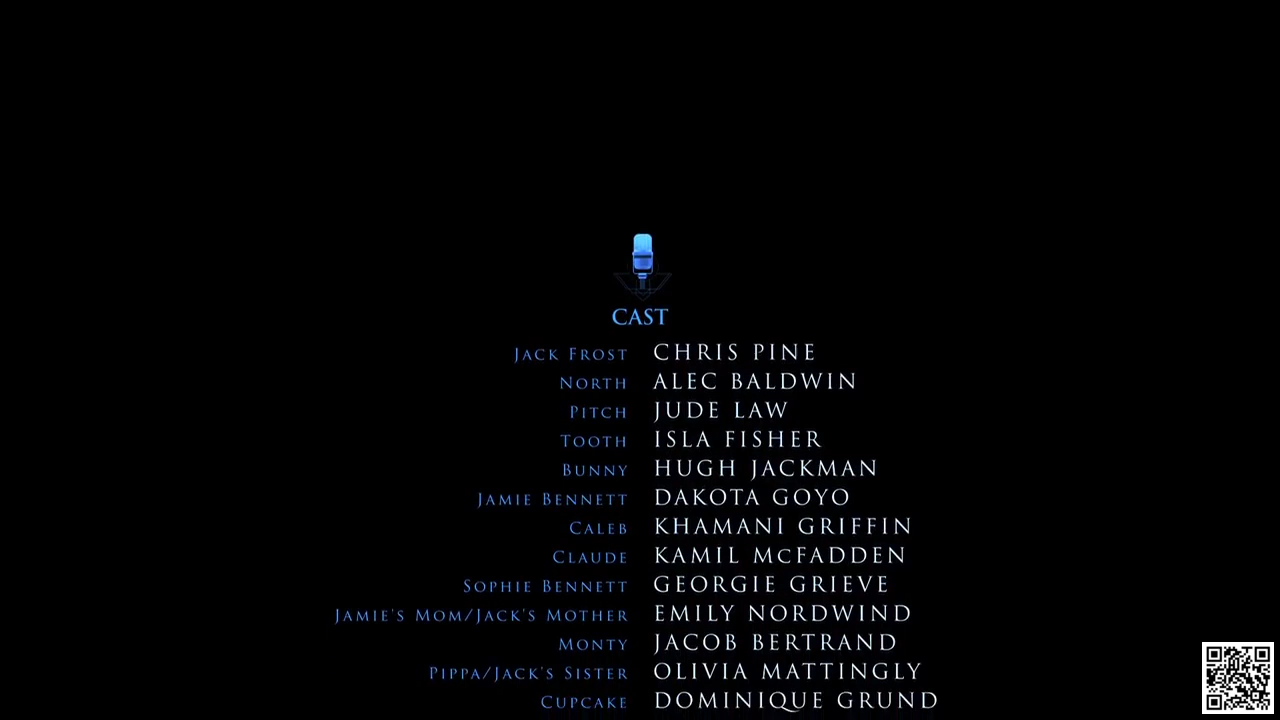 CAST
JACK FROST CHRIS PINE
NORTH ALEC BALDWIN
PITCH JUDE LAW
TOOTH ISLA FISHER
BUNNY HUGH JACKMAN
JAMIE BENNETT DAKOTA GOYO
CALEB KHAMANI GRIFFIN
CLAUDE KAMIL McFADDEN
SOPHIE BENNETT GEORGIE GRIEVE
JAMIE'S MOM/JACK'S MOTHER EMILY NORDWIND
MONTY JACOB BERTRAND
PIPPA/JACK'S SISTER OLIVIA MATTINGLY
CUPCAKE DOMINIQUE GRUND